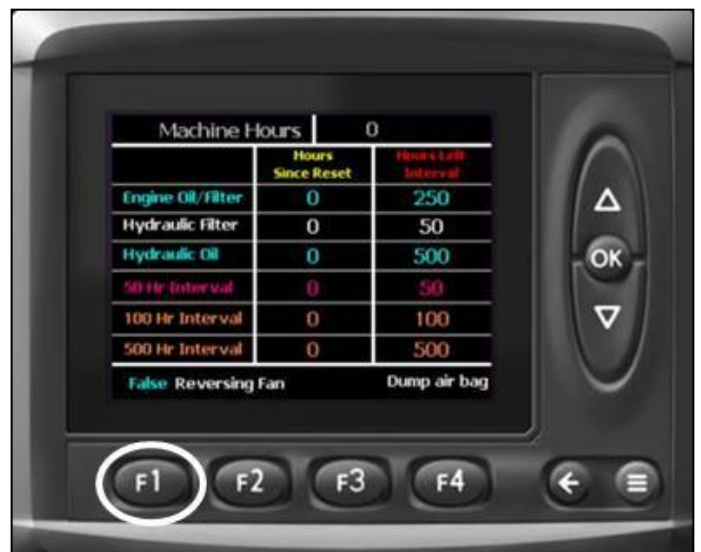 Machine Hours 0
Hours Since Reset Hours Left Interval
Engine Oil/Filter 0 250
Hydraulic Filter 0 50
Hydraulic Oil 0 500
50 Hr Interval 0 50
100 Hr Interval 0 100
500 Hr Interval 0 500
False Reversing Fan Dump air bag
OK
F1 F2 F3 F4